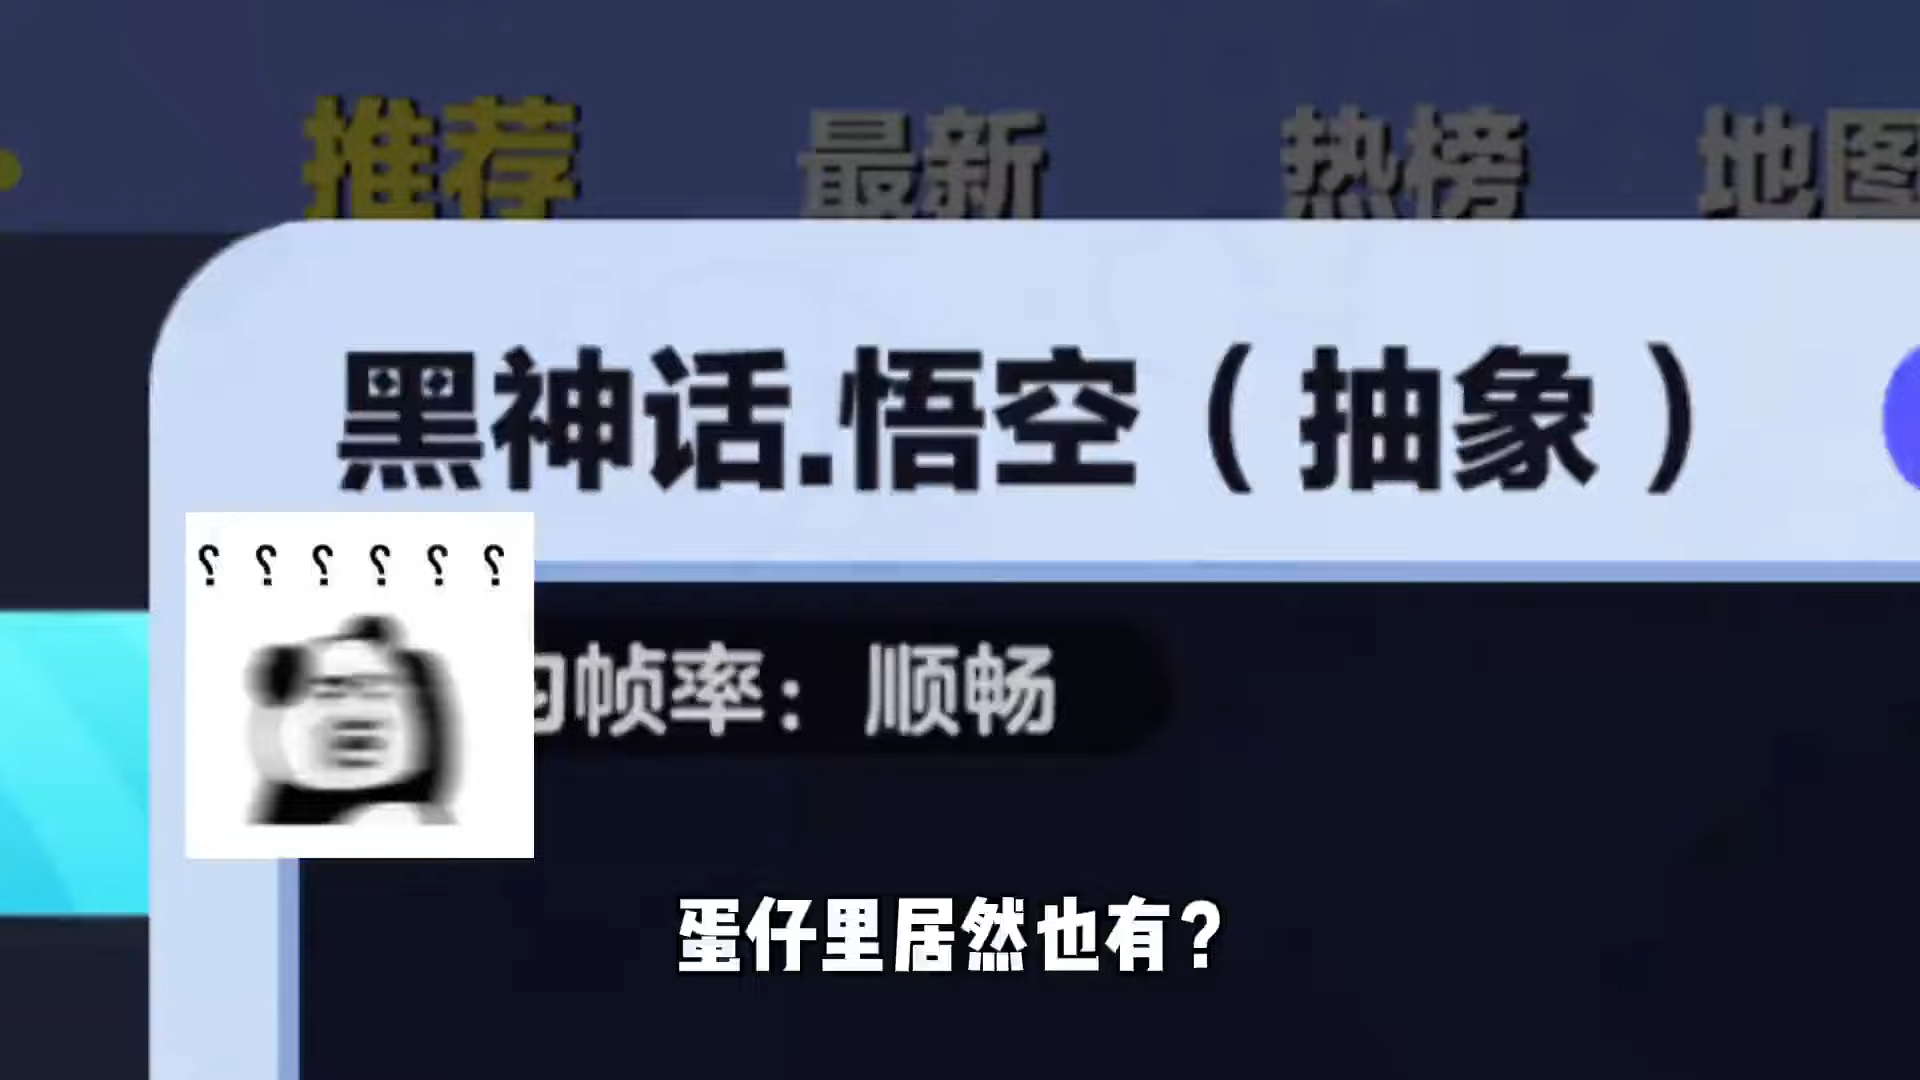 推荐 最新 热榜 地图
黑神话.悟空（抽象）
？？？？？？
均帧率：顺畅
蛋仔里居然也有？